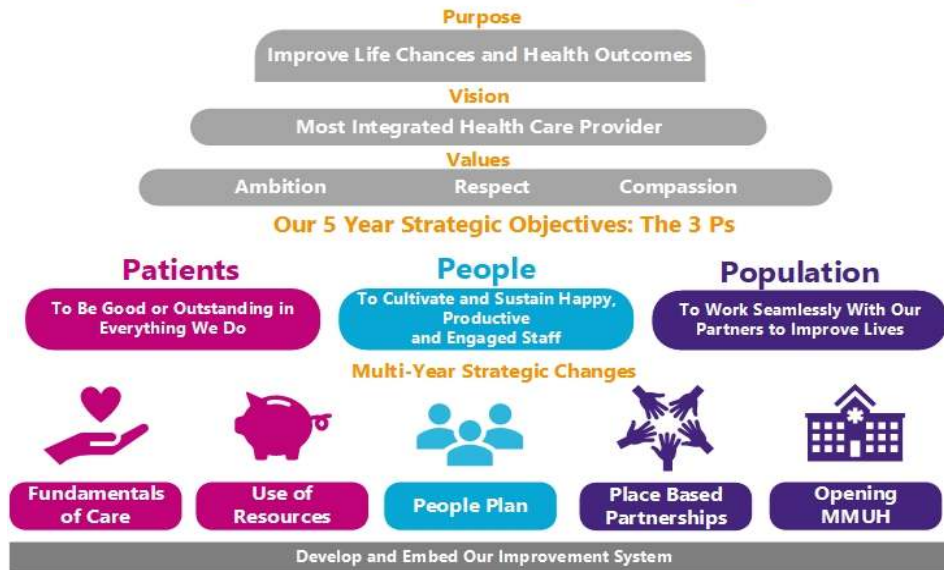 Purpose
Improve Life Chances and Health Outcomes
Vision
Most Integrated Health Care Provider
Values
Ambition Respect Compassion
Our 5 Year Strategic Objectives: The 3 Ps
Patients
To Be Good or Outstanding in
Everything We Do
People
To Cultivate and Sustain Happy,
Productive
and Engaged Staff
Population
To Work Seamlessly With Our
Partners to Improve Lives
Multi-Year Strategic Changes
Fundamentals
of Care
Use of
Resources
People Plan
Place Based
Partnerships
Opening
MMUH
Develop and Embed Our Improvement System